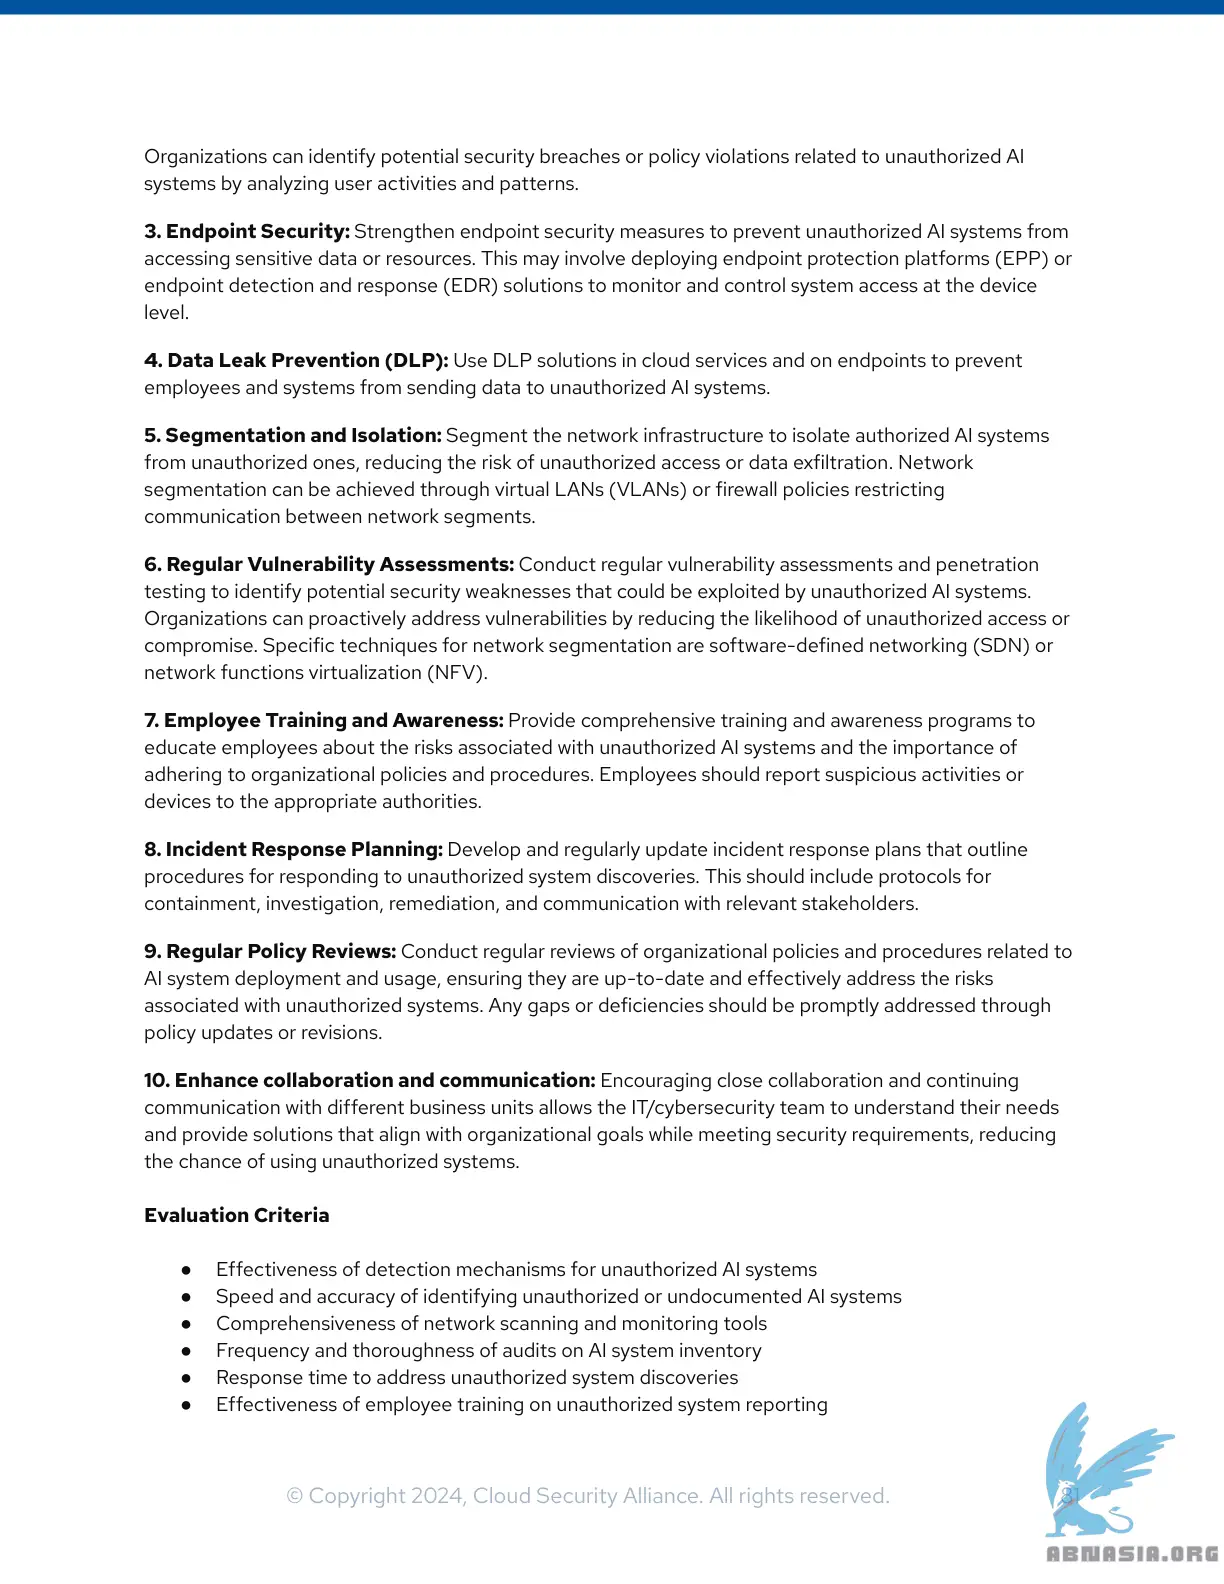 Organizations can identify potential security breaches or policy violations related to unauthorized AI
systems by analyzing user activities and patterns.
3. Endpoint Security: Strengthen endpoint security measures to prevent unauthorized AI systems from
accessing sensitive data or resources. This may involve deploying endpoint protection platforms (EPP) or
endpoint detection and response (EDR) solutions to monitor and control system access at the device
level.
4. Data Leak Prevention (DLP): Use DLP solutions in cloud services and on endpoints to prevent
employees and systems from sending data to unauthorized AI systems.
5. Segmentation and Isolation: Segment the network infrastructure to isolate authorized AI systems
from unauthorized ones, reducing the risk of unauthorized access or data exfiltration. Network
segmentation can be achieved through virtual LANs (VLANs) or firewall policies restricting
communication between network segments.
6. Regular Vulnerability Assessments: Conduct regular vulnerability assessments and penetration
testing to identify potential security weaknesses that could be exploited by unauthorized AI systems.
Organizations can proactively address vulnerabilities by reducing the likelihood of unauthorized access or
compromise. Specific techniques for network segmentation are software-defined networking (SDN) or
network functions virtualization (NFV).
7. Employee Training and Awareness: Provide comprehensive training and awareness programs to
educate employees about the risks associated with unauthorized AI systems and the importance of
adhering to organizational policies and procedures. Employees should report suspicious activities or
devices to the appropriate authorities.
8. Incident Response Planning: Develop and regularly update incident response plans that outline
procedures for responding to unauthorized system discoveries. This should include protocols for
containment, investigation, remediation, and communication with relevant stakeholders.
9. Regular Policy Reviews: Conduct regular reviews of organizational policies and procedures related to
AI system deployment and usage, ensuring they are up-to-date and effectively address the risks
associated with unauthorized systems. Any gaps or deficiencies should be promptly addressed through
policy updates or revisions.
10. Enhance collaboration and communication: Encouraging close collaboration and continuing
communication with different business units allows the IT/cybersecurity team to understand their needs
and provide solutions that align with organizational goals while meeting security requirements, reducing
the chance of using unauthorized systems.
Evaluation Criteria
● Effectiveness of detection mechanisms for unauthorized AI systems
● Speed and accuracy of identifying unauthorized or undocumented AI systems
● Comprehensiveness of network scanning and monitoring tools
● Frequency and thoroughness of audits on AI system inventory
● Response time to address unauthorized system discoveries
● Effectiveness of employee training on unauthorized system reporting
© Copyright 2024, Cloud Security Alliance. All rights reserved.
31
ABNASIA.ORG